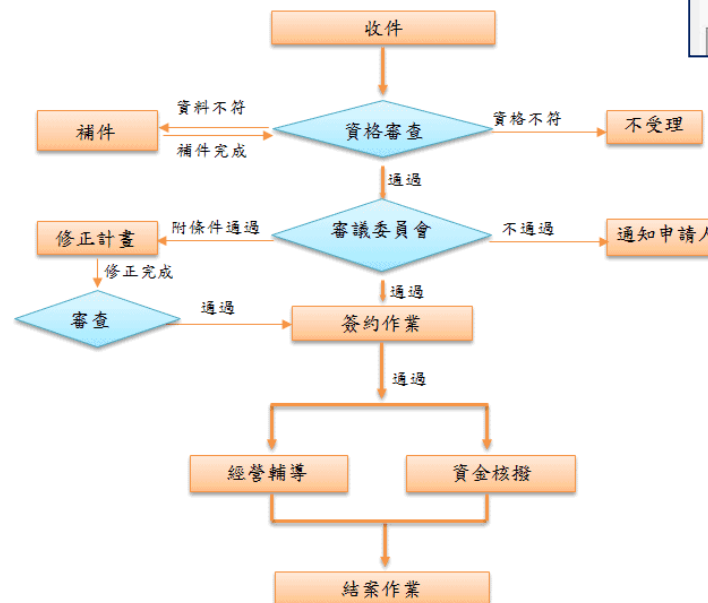 收件
資料不符
補件
資格審查
資格不符
不受理
補件完成
通過
附條件通過
審議委員會
不通過
修正計畫
通知申請人
修正完成
通過
審查
通過
簽約作業
通過
經營輔導
資金核撥
結案作業